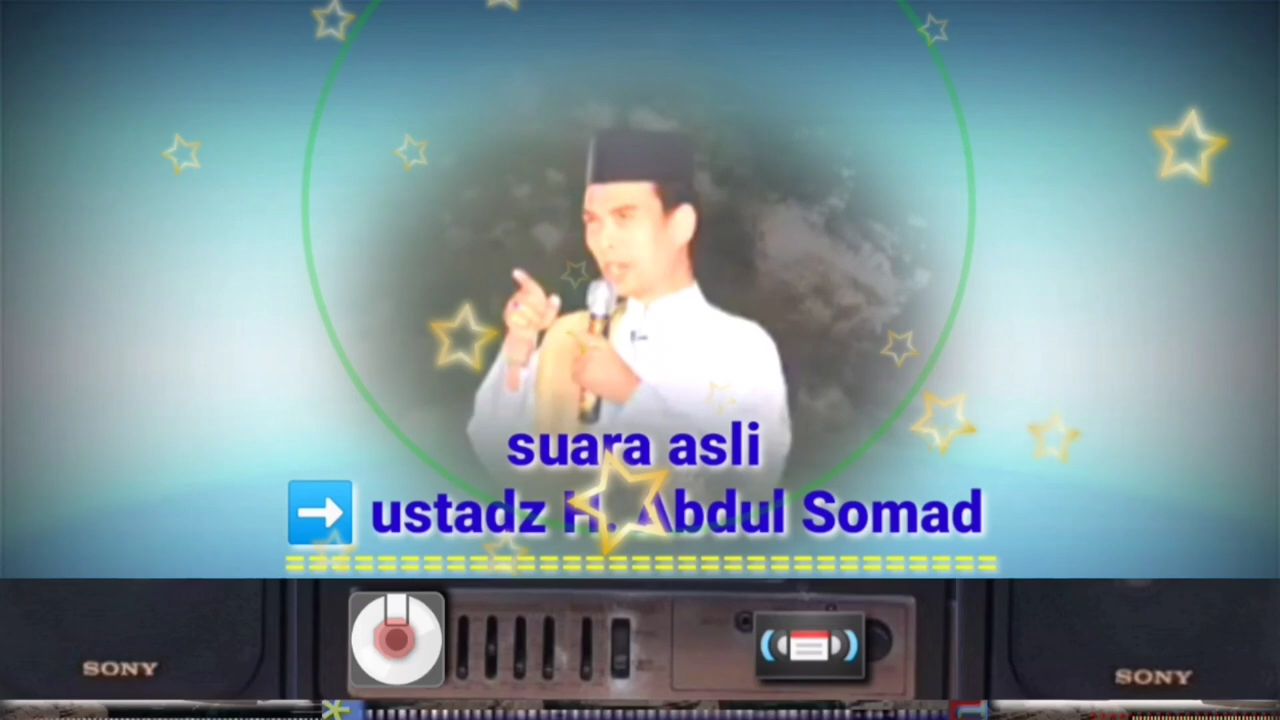 suara asli
➡ ustadz H. Abdul Somad
==========================
SONY
SONY